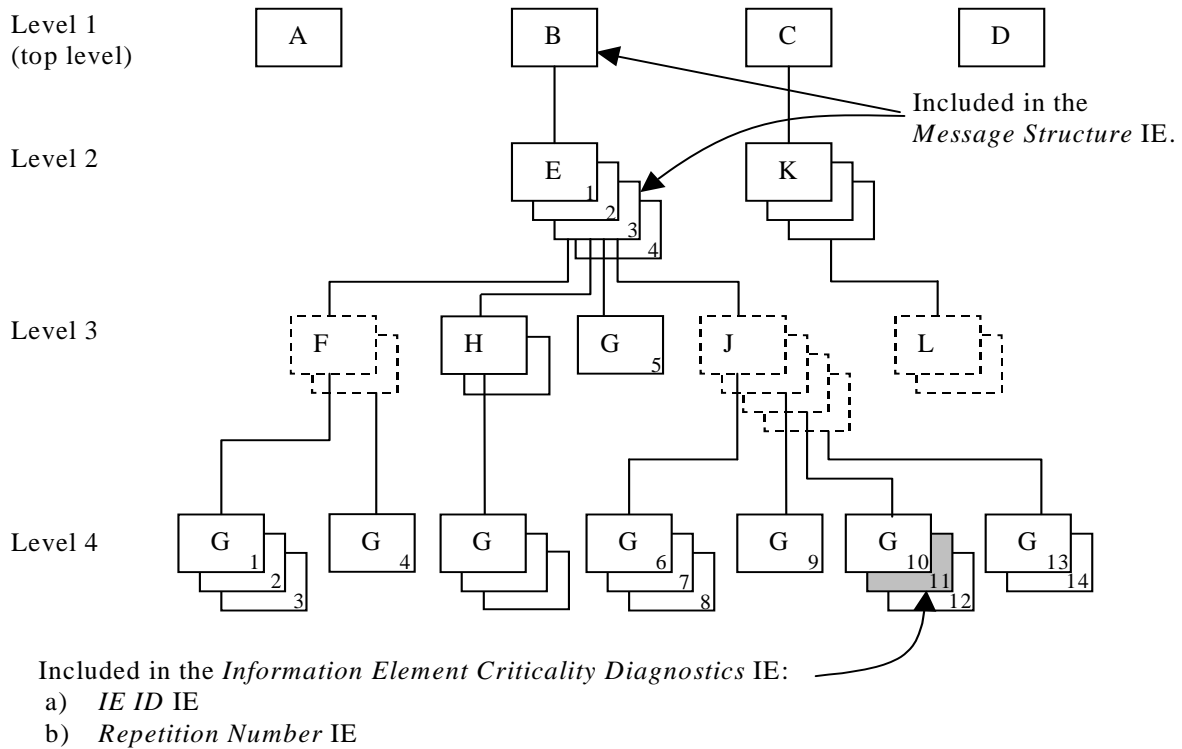 Level 1
(top level)
A
B
C
D
Included in the
Message Structure IE.
Level 2
E
1
2
3
4
K
Level 3
F
H
G
5
J
L
Level 4
G
1
2
3
G
4
G
G
6
7
8
G
9
G
10
11
12
G
13
14
Included in the Information Element Criticality Diagnostics IE:
a) IE ID IE
b) Repetition Number IE